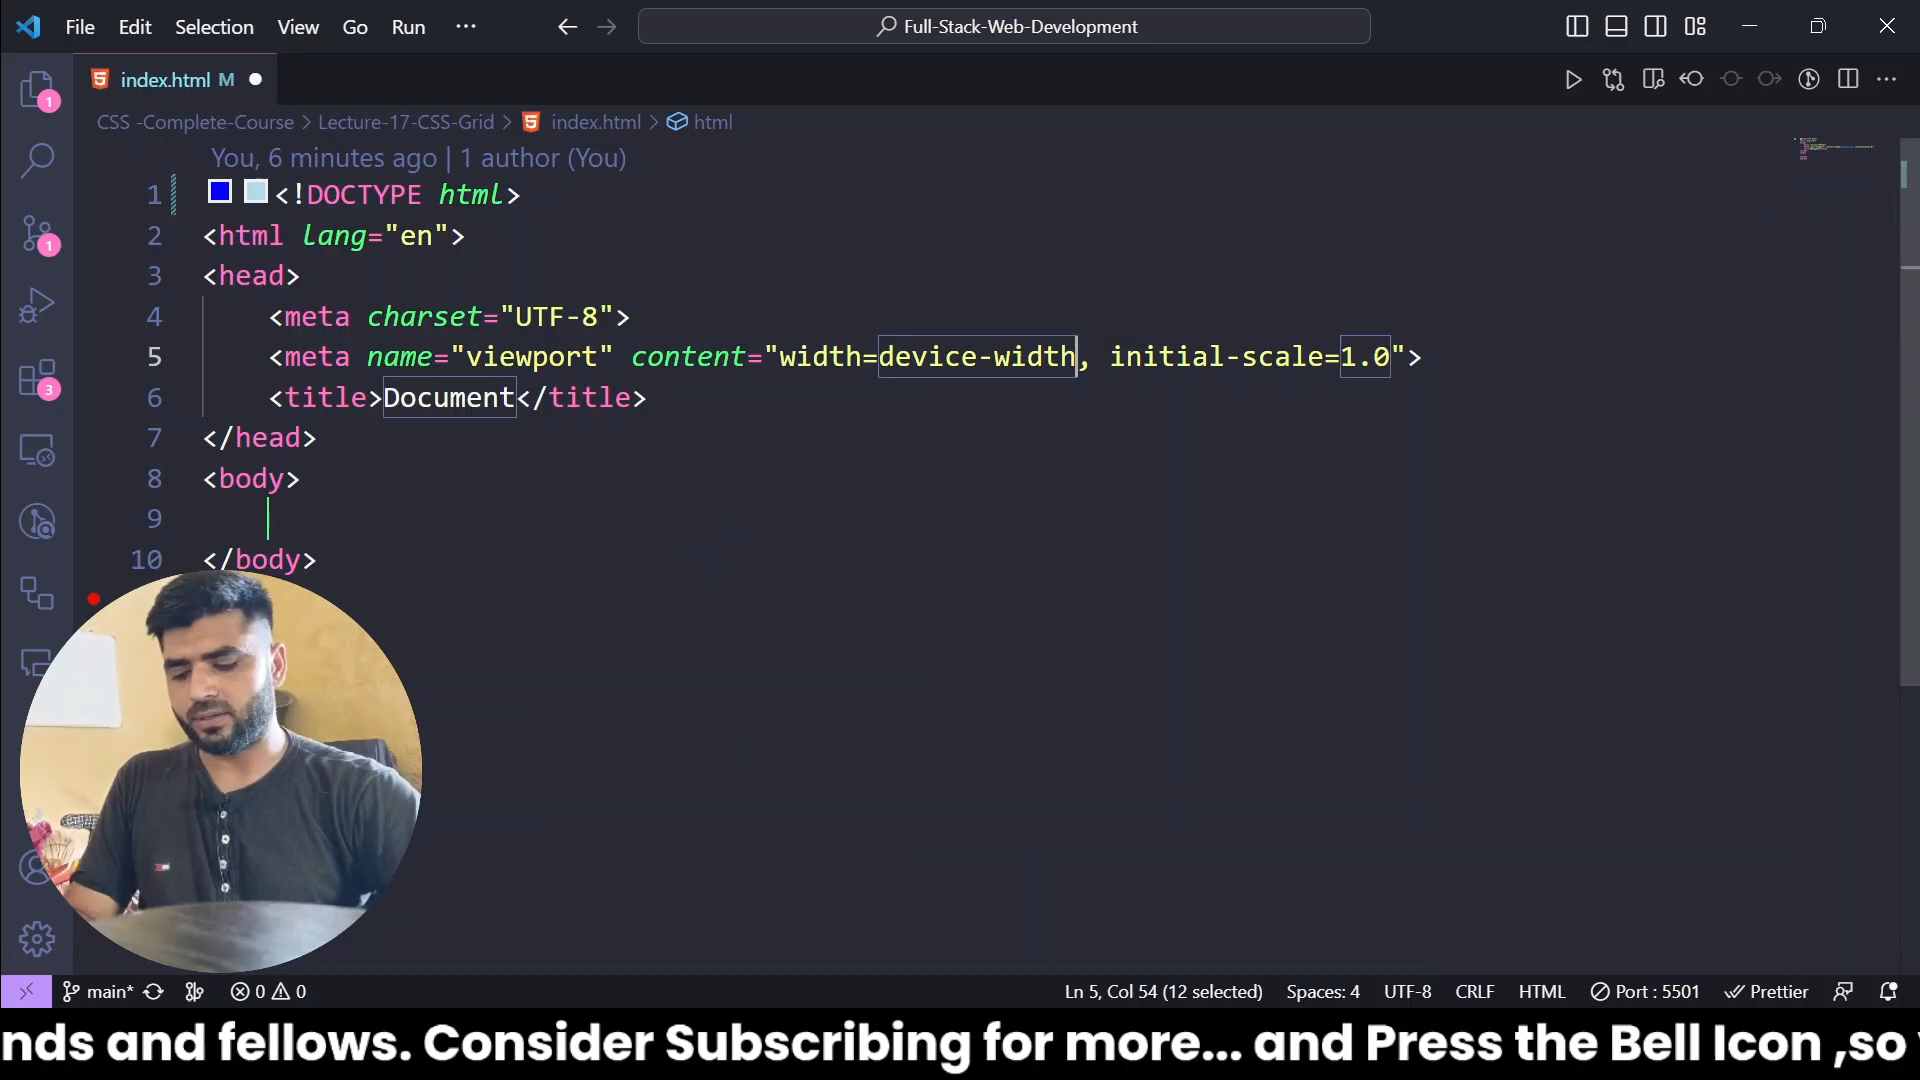 File Edit Selection View Go Run ··· Full-Stack-Web-Development
index.html M
CSS -Complete-Course > Lecture-17-CSS-Grid > index.html > html
You, 6 minutes ago | 1 author (You)
1 <!DOCTYPE html>
2 <html lang="en">
3 <head>
4 <meta charset="UTF-8">
5 <meta name="viewport" content="width=device-width, initial-scale=1.0">
6 <title>Document</title>
7 </head>
8 <body>
9
10 </body>
1
1
3
main* 0 0 Ln 5, Col 54 (12 selected) Spaces: 4 UTF-8 CRLF HTML Port : 5501 Prettier
nds and fellows. Consider Subscribing for more... and Press the Bell Icon ,so